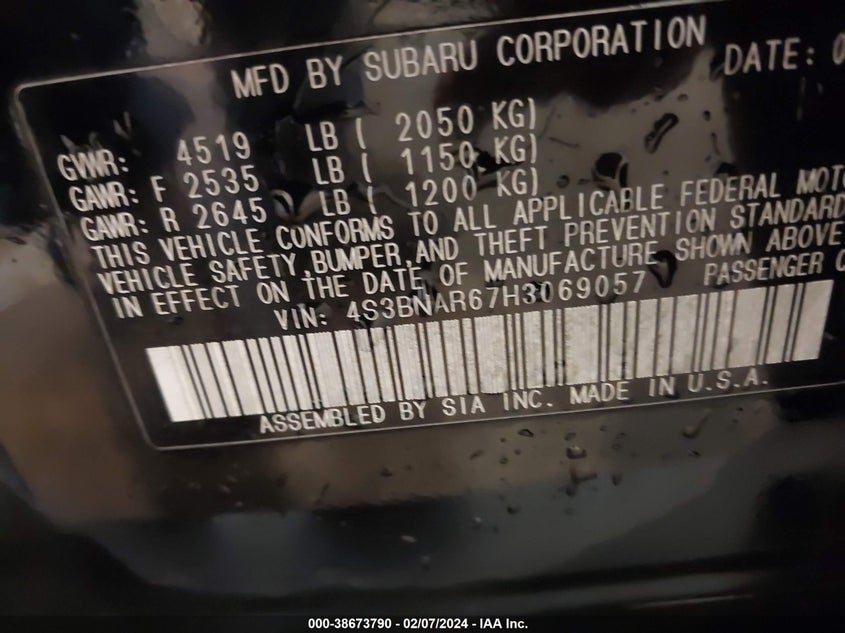 MFD BY SUBARU CORPORATION DATE: 0
GVWR: 4519 LB ( 2050 KG)
GAWR: F 2535 LB ( 1150 KG)
GAWR: R 2645 LB ( 1200 KG)
THIS VEHICLE CONFORMS TO ALL APPLICABLE FEDERAL MOTO
VEHICLE SAFETY,BUMPER,AND THEFT PREVENTION STANDARD
IN EFFECT ON THE DATE OF MANUFACTURE SHOWN ABOVE
VIN: 4S3BNAR67H3069057 PASSENGER C
ASSEMBLED BY SIA INC. MADE IN U.S.A.
000-38673790 - 02/07/2024 - IAA Inc.